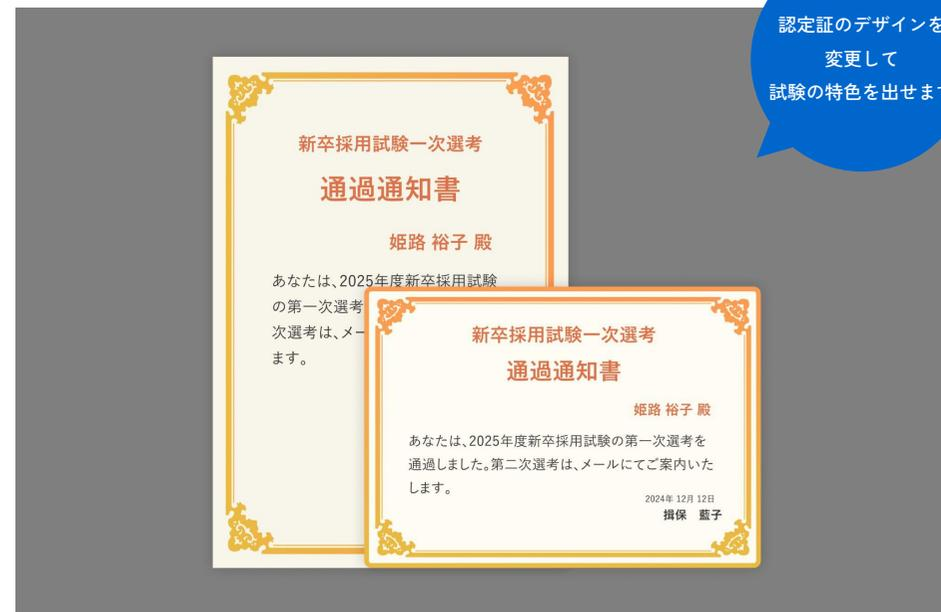 認定証のデザインを
変更して
試験の特色を出せます
新卒採用試験一次選考
通過通知書
姫路 裕子 殿
あなたは、2025年度新卒採用試験
の第一次選考
次選考は、メー
ます。
新卒採用試験一次選考
通過通知書
姫路 裕子 殿
あなたは、2025年度新卒採用試験の第一次選考を
通過しました。第二次選考は、メールにてご案内いた
します。
2024年 12月 12日
揖保 藍子